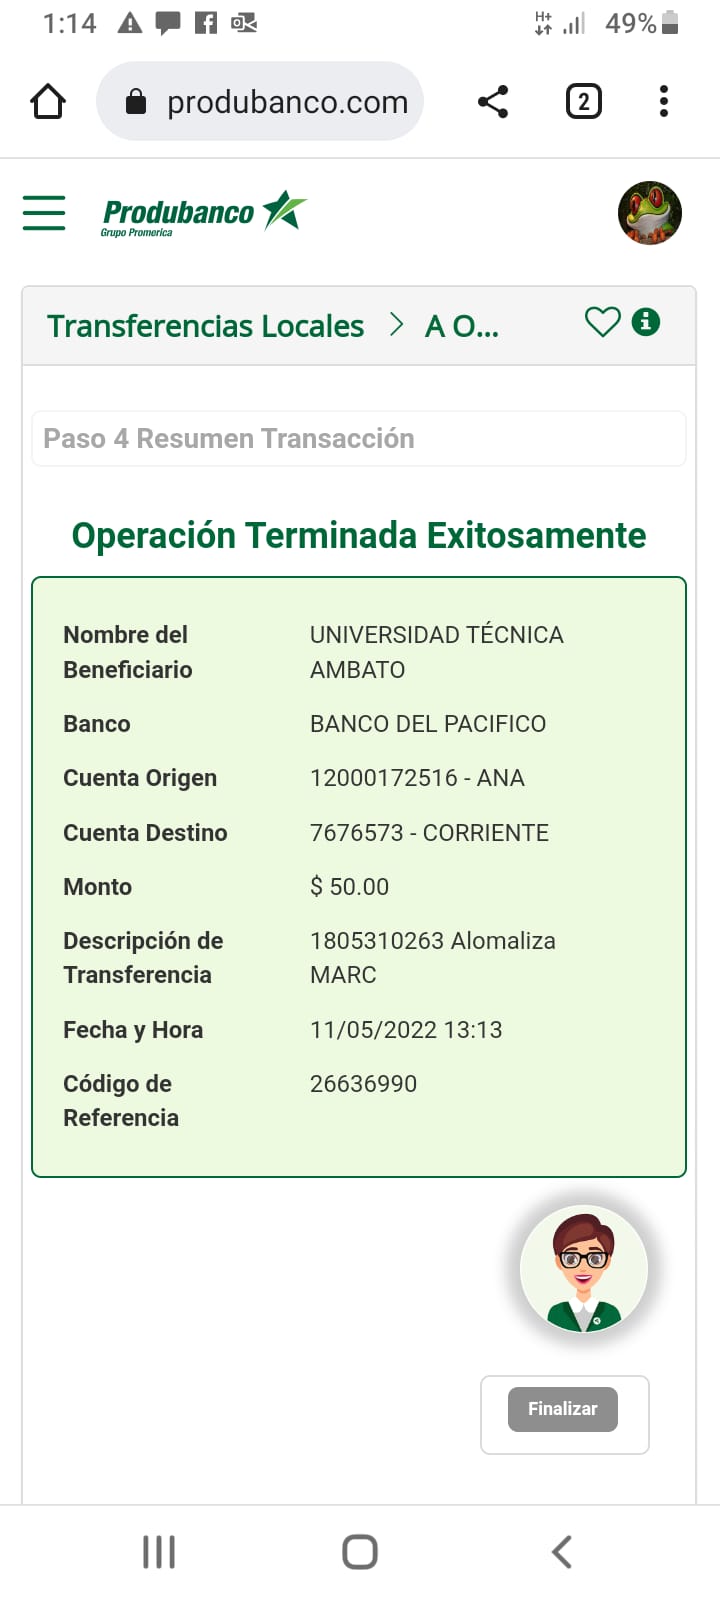 1:14 H+ 49%
produbanco.com 2
Produbanco
Grupo Promerica
Transferencias Locales > A O...
Paso 4 Resumen Transacción
Operación Terminada Exitosamente
Nombre del UNIVERSIDAD TÉCNICA
Beneficiario AMBATO
Banco BANCO DEL PACIFICO
Cuenta Origen 12000172516 - ANA
Cuenta Destino 7676573 - CORRIENTE
Monto $ 50.00
Descripción de 1805310263 Alomaliza
Transferencia MARC
Fecha y Hora 11/05/2022 13:13
Código de 26636990
Referencia
Finalizar